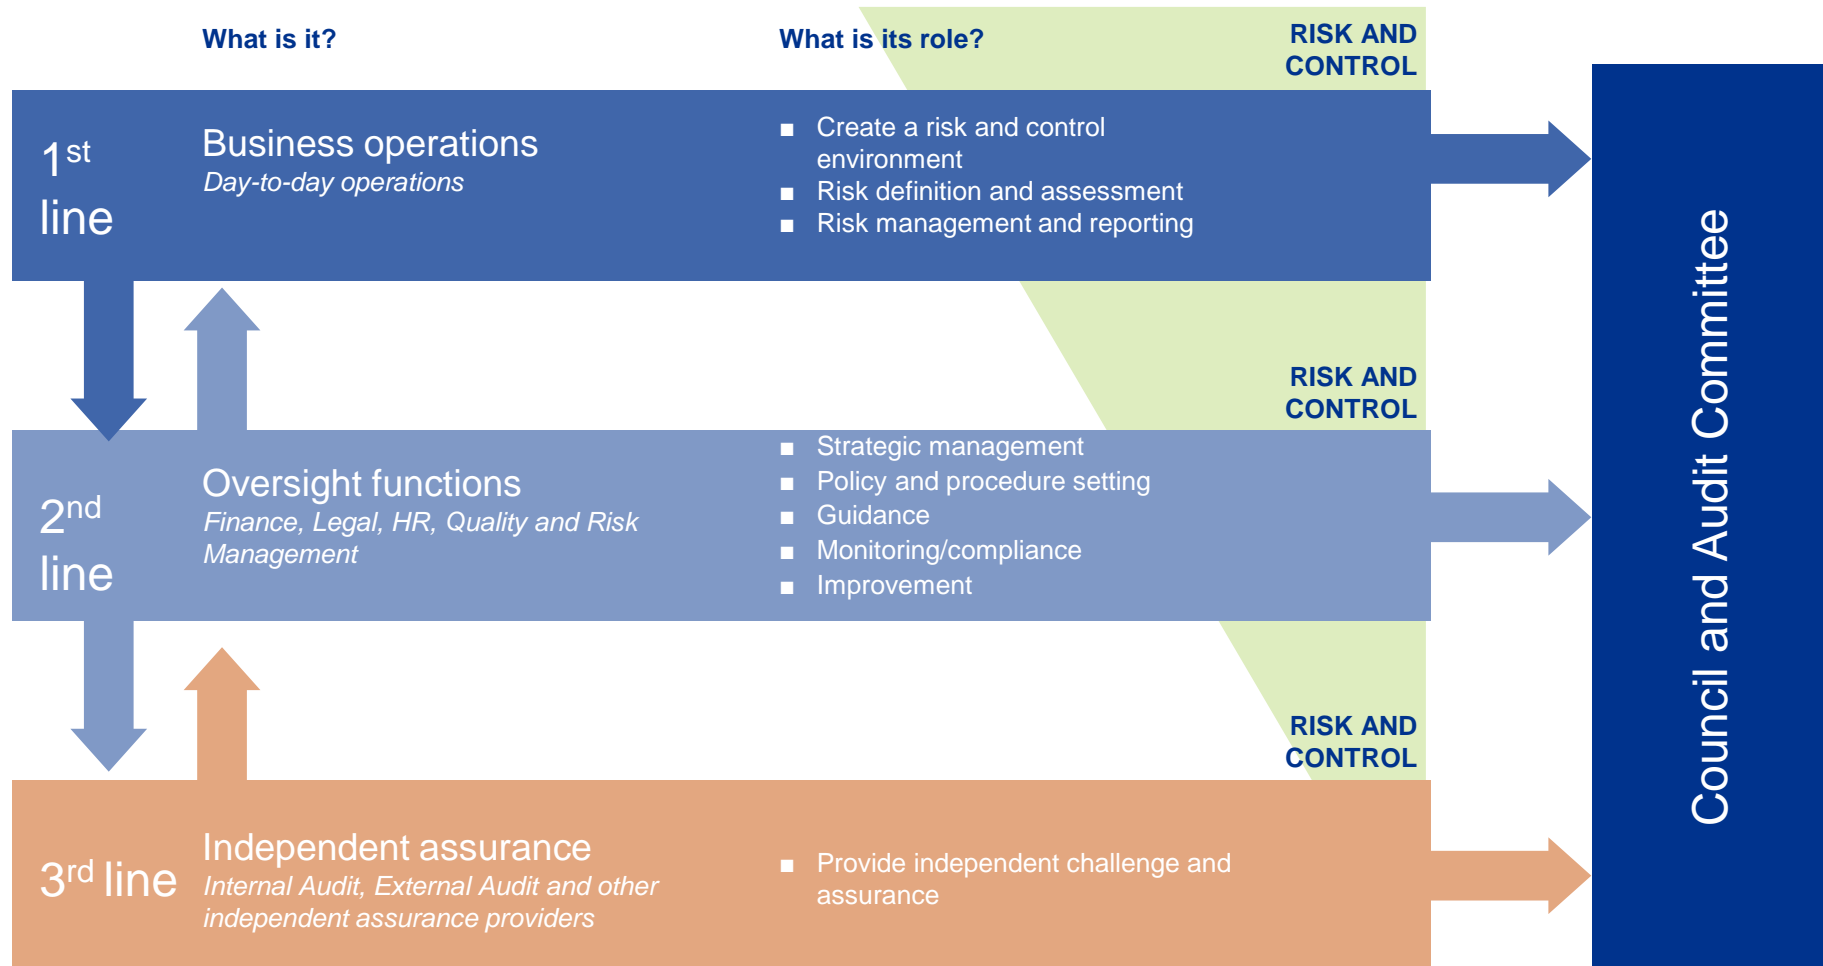 What is it?
What is its role?
RISK AND
CONTROL
1st
line
Business operations
Day-to-day operations
■ Create a risk and control
environment
■ Risk definition and assessment
■ Risk management and reporting
RISK AND
CONTROL
2nd
line
Oversight functions
Finance, Legal, HR, Quality and Risk
Management
■ Strategic management
■ Policy and procedure setting
■ Guidance
■ Monitoring/compliance
■ Improvement
RISK AND
CONTROL
3rd line
Independent assurance
Internal Audit, External Audit and other
independent assurance providers
■ Provide independent challenge and
assurance
Council and Audit Committee